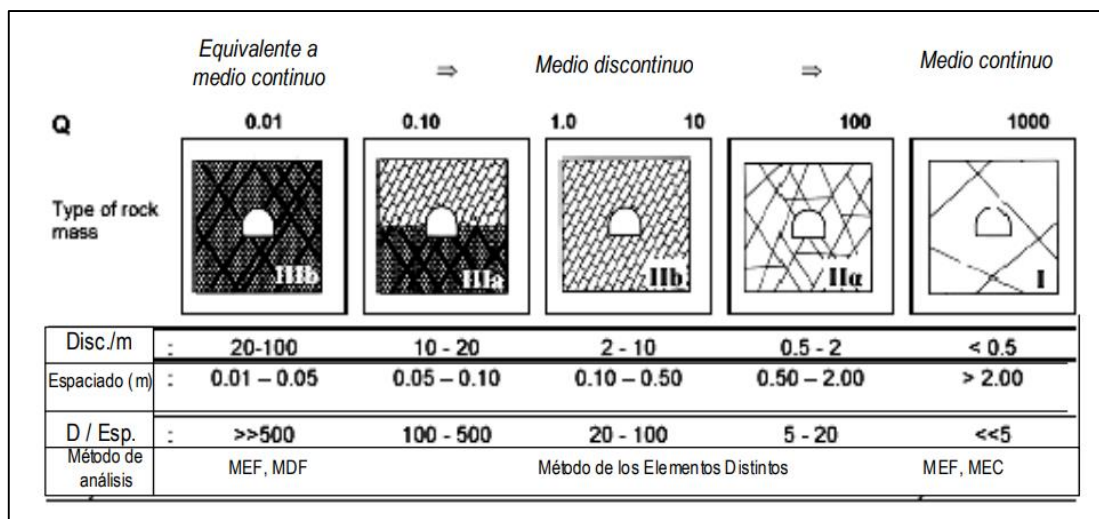 Equivalente a
medio continuo ⇒ Medio discontinuo ⇒ Medio continuo
Q 0.01 0.10 1.0 10 100 1000
Type of rock
mass
IIIb IIIa IIb IIa I
Disc./m : 20-100 10 - 20 2 - 10 0.5 - 2 < 0.5
Espaciado (m) : 0.01 – 0.05 0.05 – 0.10 0.10 – 0.50 0.50 – 2.00 > 2.00
D / Esp. : >>500 100 - 500 20 - 100 5 - 20 <<5
Método de
análisis MEF, MDF Método de los Elementos Distintos MEF, MEC